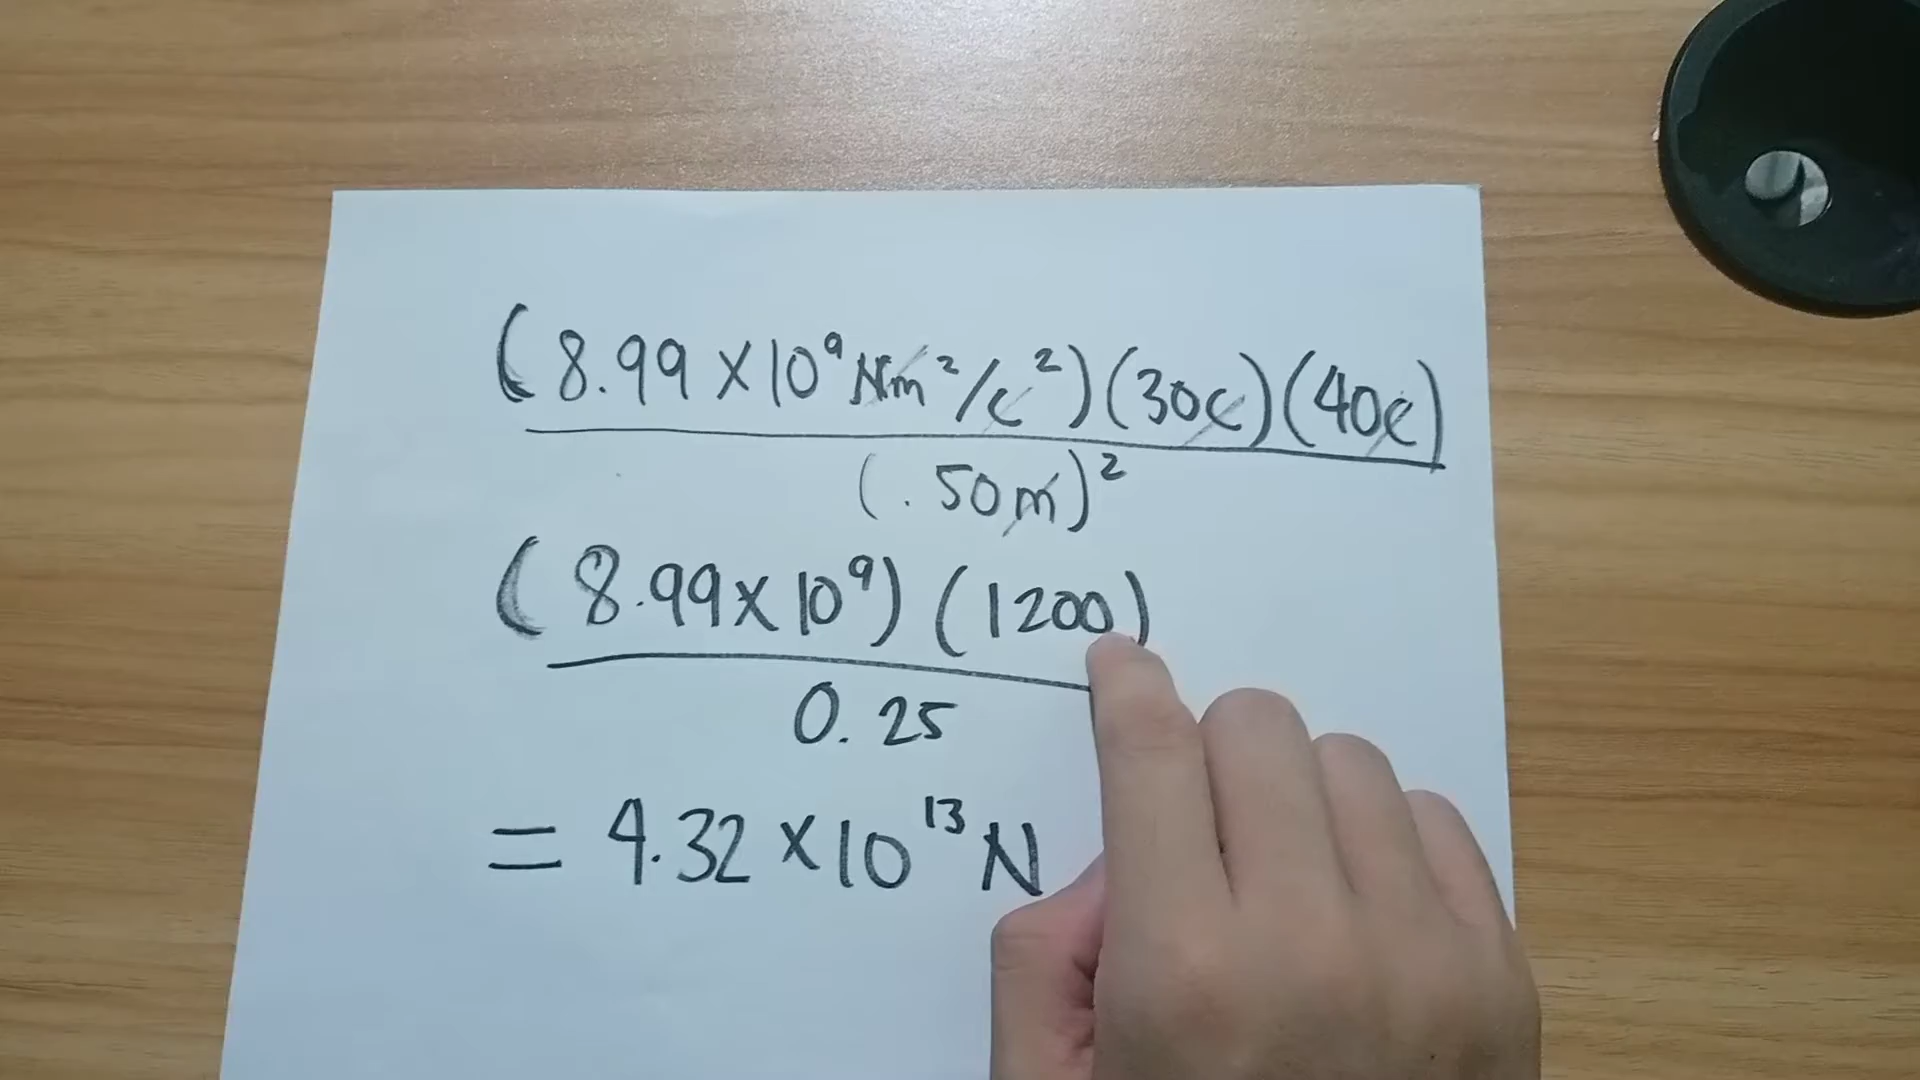 (8.99 X 10⁹ Nm²/c²)(30c)(40c)
(.50m)²
(8.99 x 10⁹) (1200)
0.25
= 4.32 x 10¹³ N